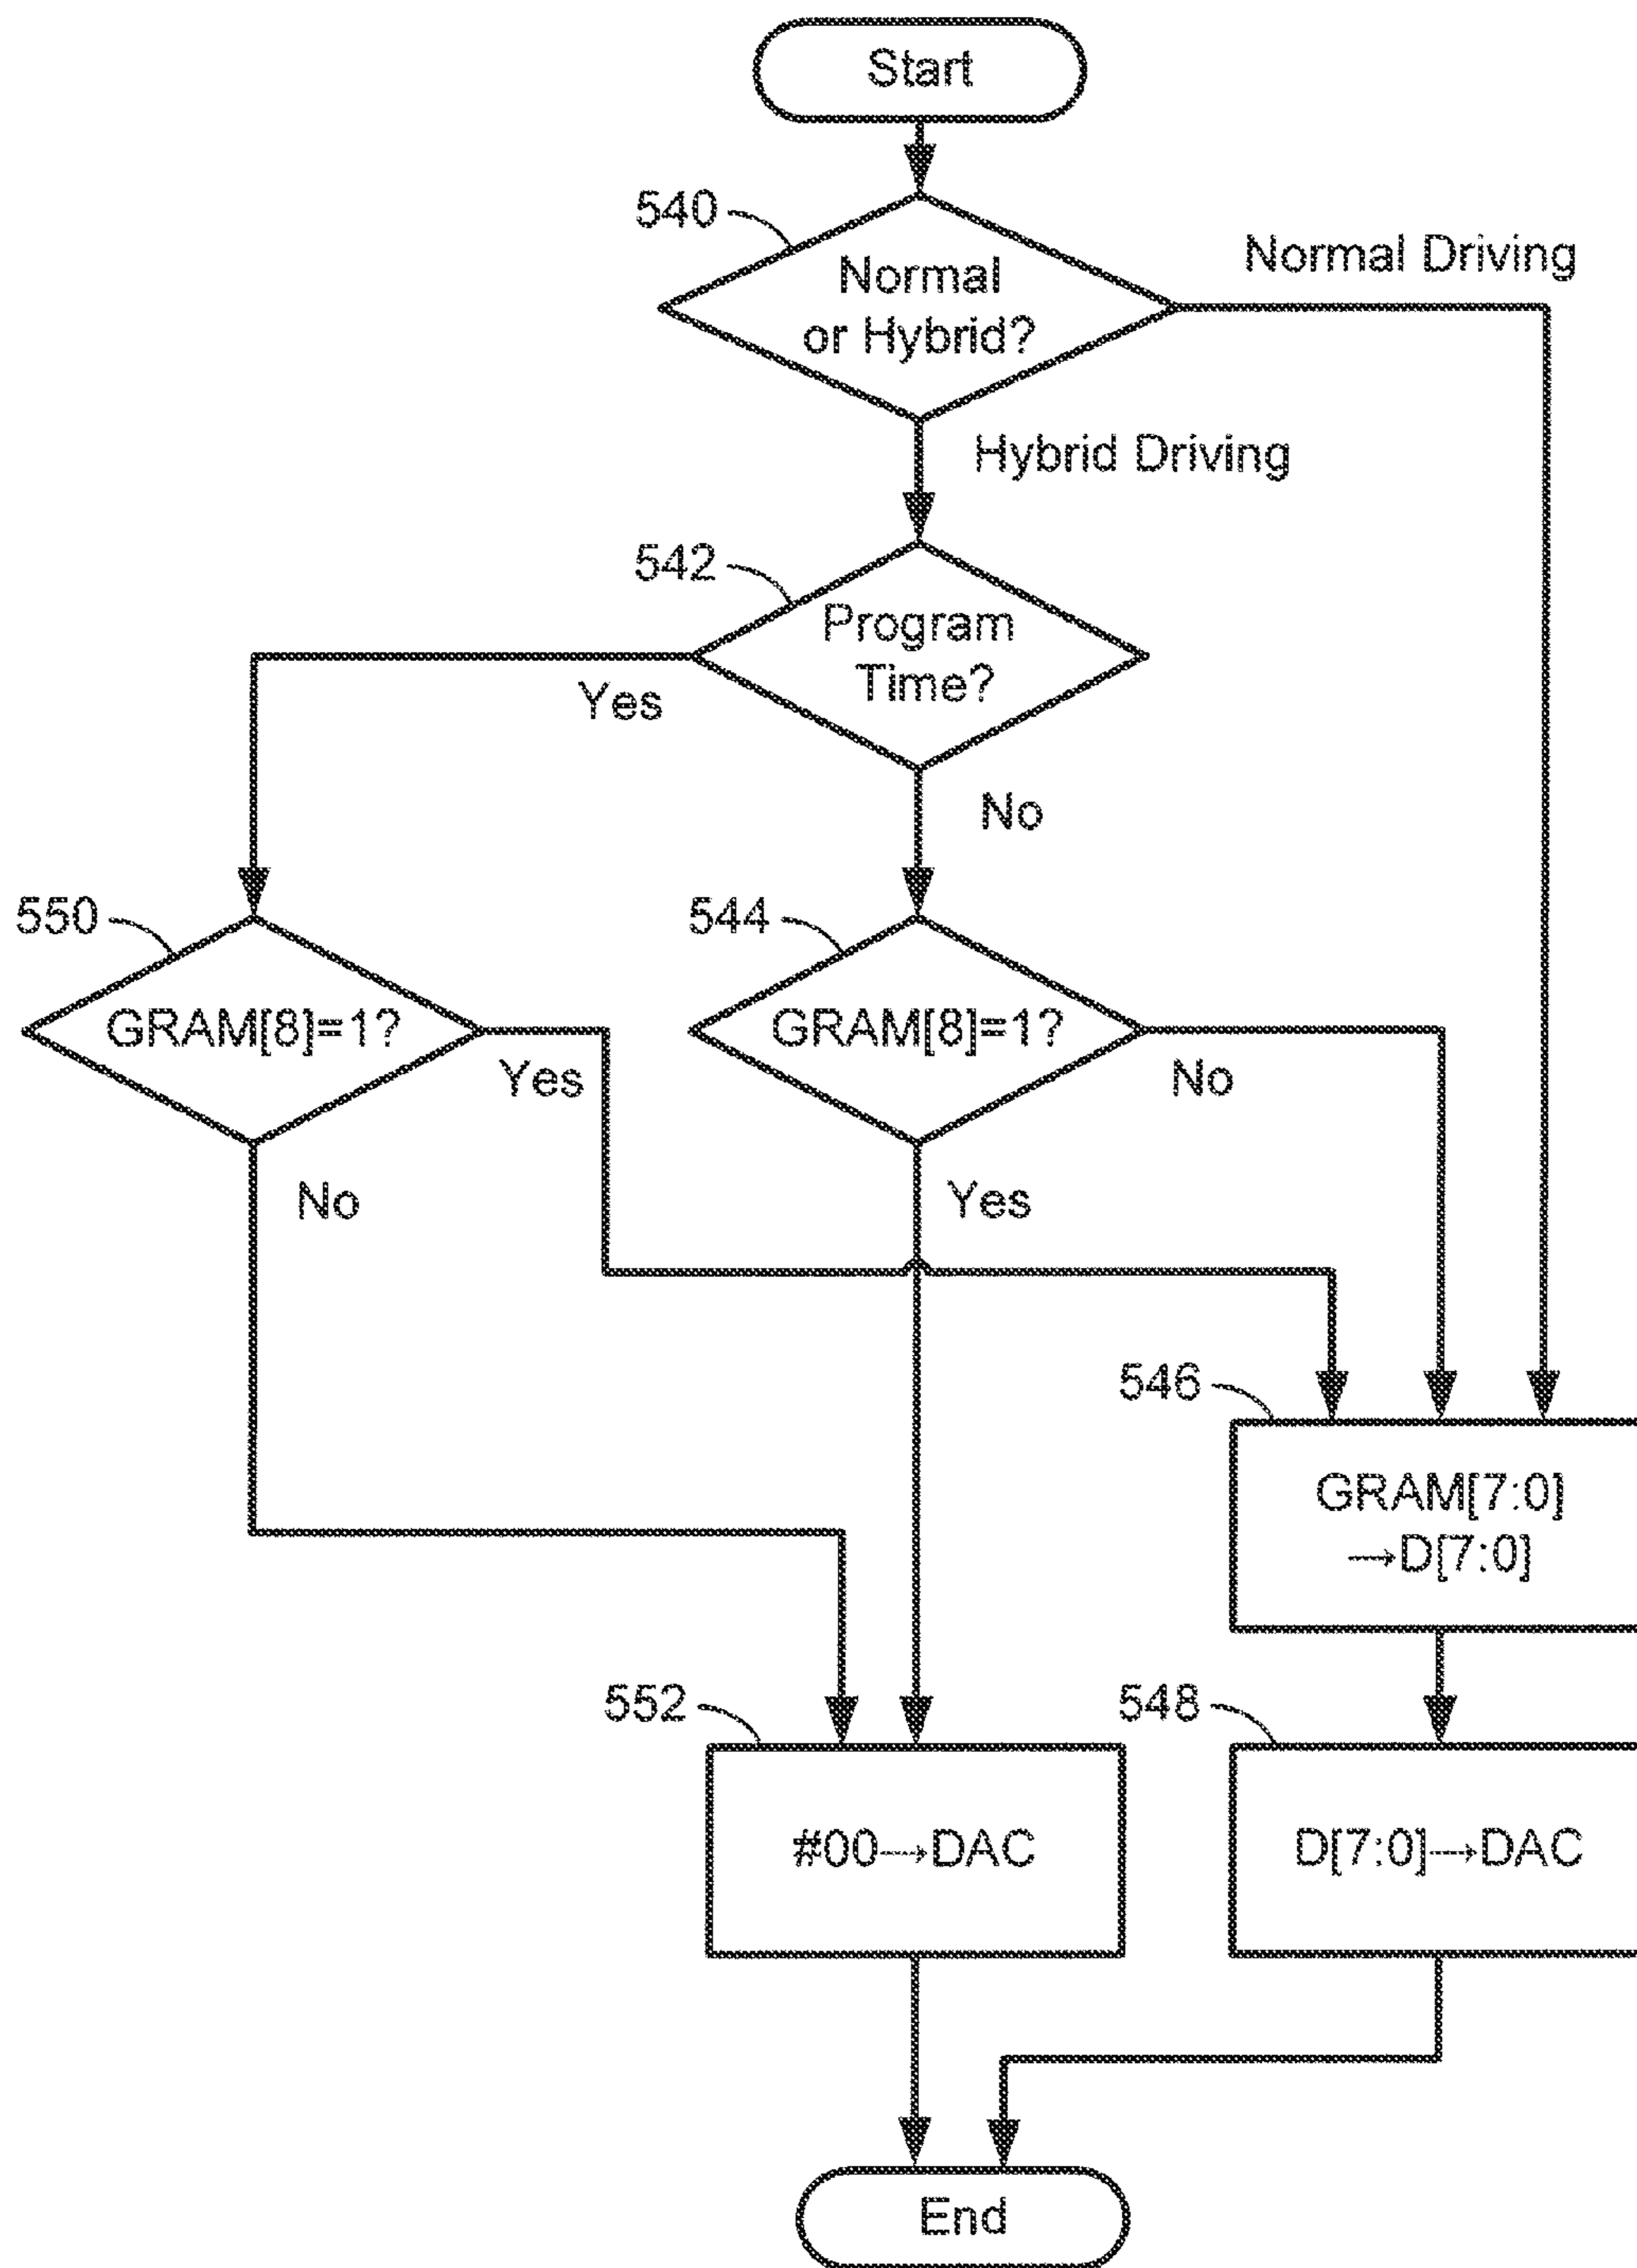 Start
540
Normal
or Hybrid?
Normal Driving
Hybrid Driving
542
Program
Time?
Yes
No
550
GRAM[8]=1?
Yes
No
544
GRAM[8]=1?
No
Yes
546
GRAM[7:0]
→D[7:0]
552
#00→DAC
548
D[7:0]→DAC
End